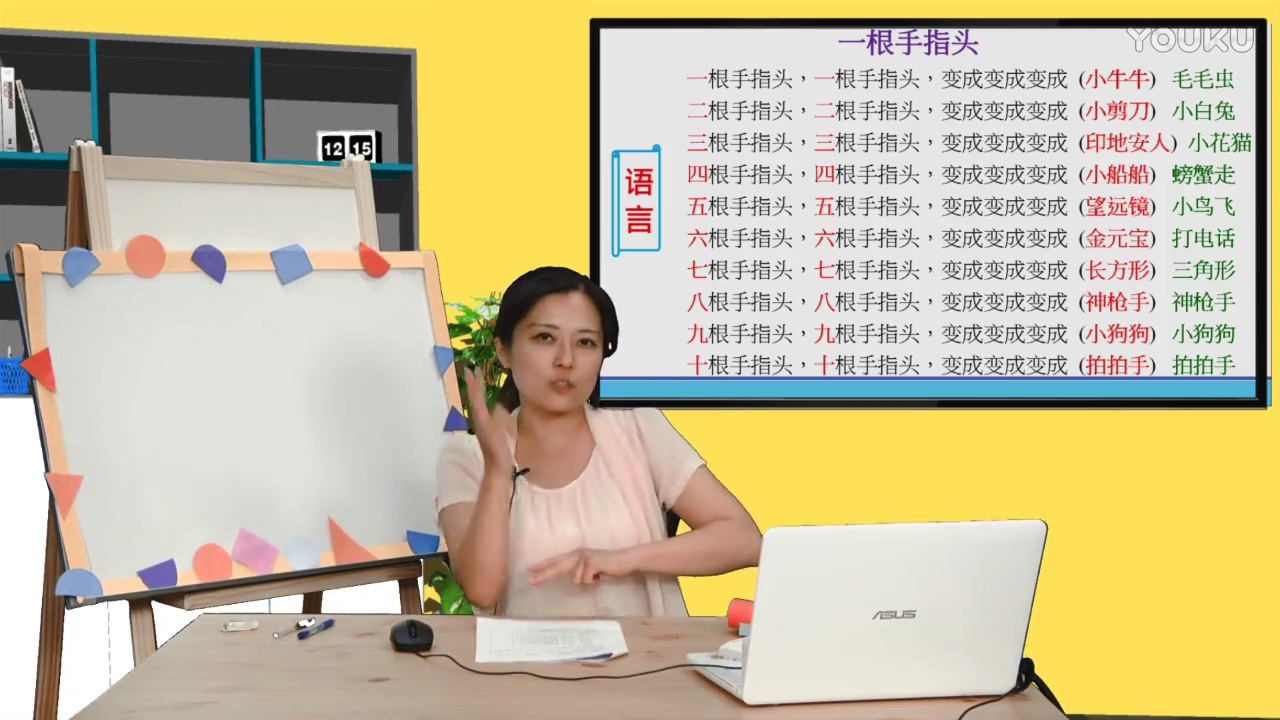 YOUKU
一根手指头
一根手指头，一根手指头，变成变成变成 (小牛牛) 毛毛虫
二根手指头，二根手指头，变成变成变成 (小剪刀) 小白兔
三根手指头，三根手指头，变成变成变成 (印地安人) 小花猫
四根手指头，四根手指头，变成变成变成 (小船船) 螃蟹走
五根手指头，五根手指头，变成变成变成 (望远镜) 小鸟飞
六根手指头，六根手指头，变成变成变成 (金元宝) 打电话
七根手指头，七根手指头，变成变成变成 (长方形) 三角形
八根手指头，八根手指头，变成变成变成 (神枪手) 神枪手
九根手指头，九根手指头，变成变成变成 (小狗狗) 小狗狗
十根手指头，十根手指头，变成变成变成 (拍拍手) 拍拍手
语言
12 15
ASUS